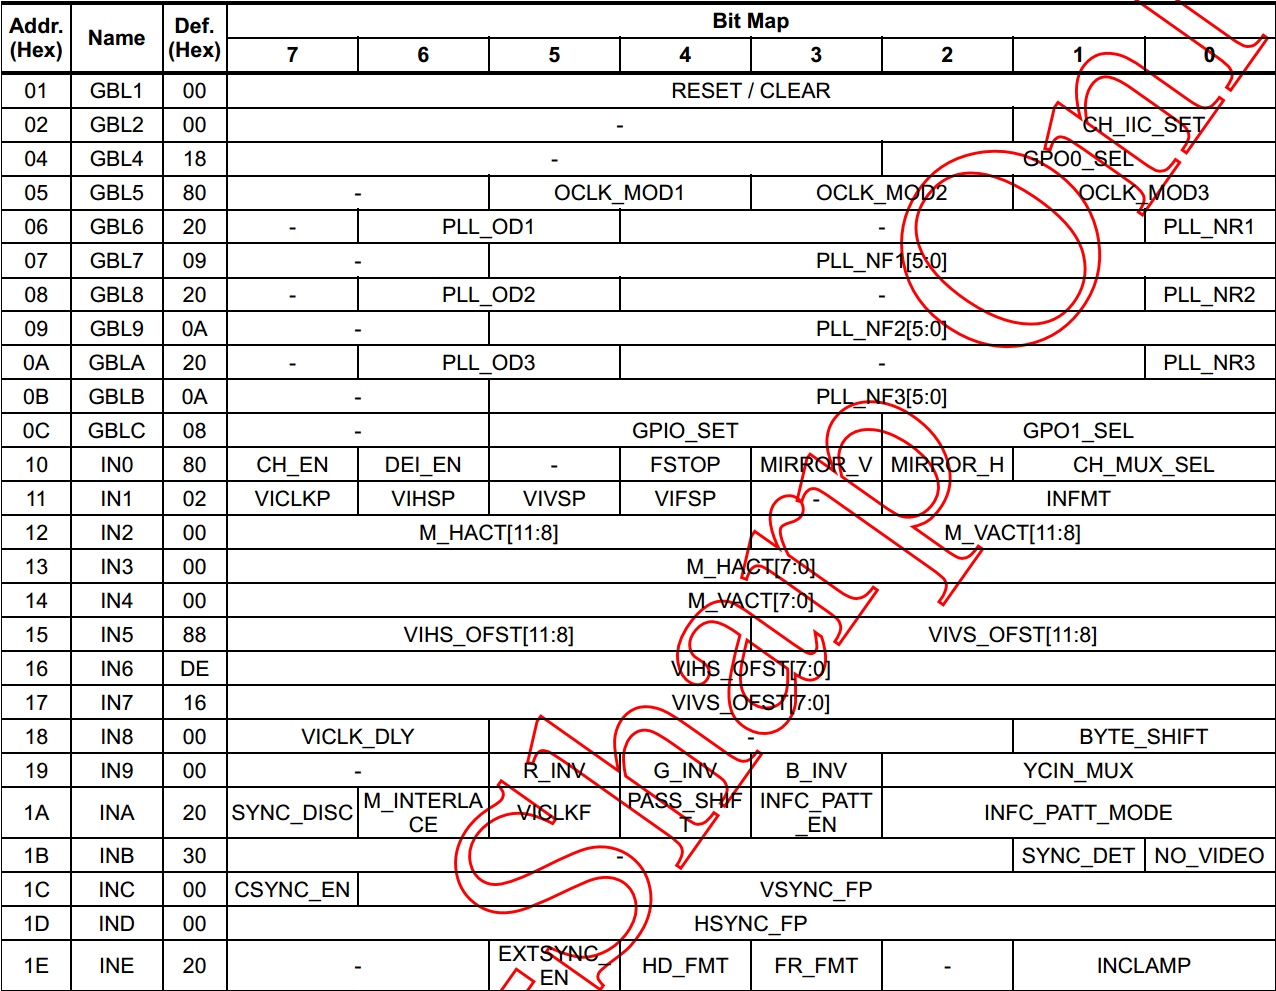 Addr. (Hex) Name Def. (Hex) Bit Map
7 6 5 4 3 2 1 0
01 GBL1 00 RESET / CLEAR
02 GBL2 00 - CH_IIC_SET
04 GBL4 18 - GPO0_SEL
05 GBL5 80 - OCLK_MOD1 OCLK_MOD2 OCLK_MOD3
06 GBL6 20 - PLL_OD1 - PLL_NR1
07 GBL7 09 - PLL_NF1[5:0]
08 GBL8 20 - PLL_OD2 - PLL_NR2
09 GBL9 0A - PLL_NF2[5:0]
0A GBLA 20 - PLL_OD3 - PLL_NR3
0B GBLB 0A - PLL_NF3[5:0]
0C GBLC 08 - GPIO_SET GPO1_SEL
10 IN0 80 CH_EN DEI_EN - FSTOP MIRROR_V MIRROR_H CH_MUX_SEL
11 IN1 02 VICLKP VIHSP VIVSP VIFSP - INFMT
12 IN2 00 M_HACT[11:8] M_VACT[11:8]
13 IN3 00 M_HACT[7:0]
14 IN4 00 M_VACT[7:0]
15 IN5 88 VIHS_OFST[11:8] VIVS_OFST[11:8]
16 IN6 DE VIHS_OFST[7:0]
17 IN7 16 VIVS_OFST[7:0]
18 IN8 00 VICLK_DLY - BYTE_SHIFT
19 IN9 00 - R_INV G_INV B_INV YCIN_MUX
1A INA 20 SYNC_DISC M_INTERLACE VICLKF PASS_SHIFT INFC_PATT_EN INFC_PATT_MODE
1B INB 30 - SYNC_DET NO_VIDEO
1C INC 00 CSYNC_EN VSYNC_FP
1D IND 00 HSYNC_FP
1E INE 20 - EXTSYNC_EN HD_FMT FR_FMT - INCLAMP